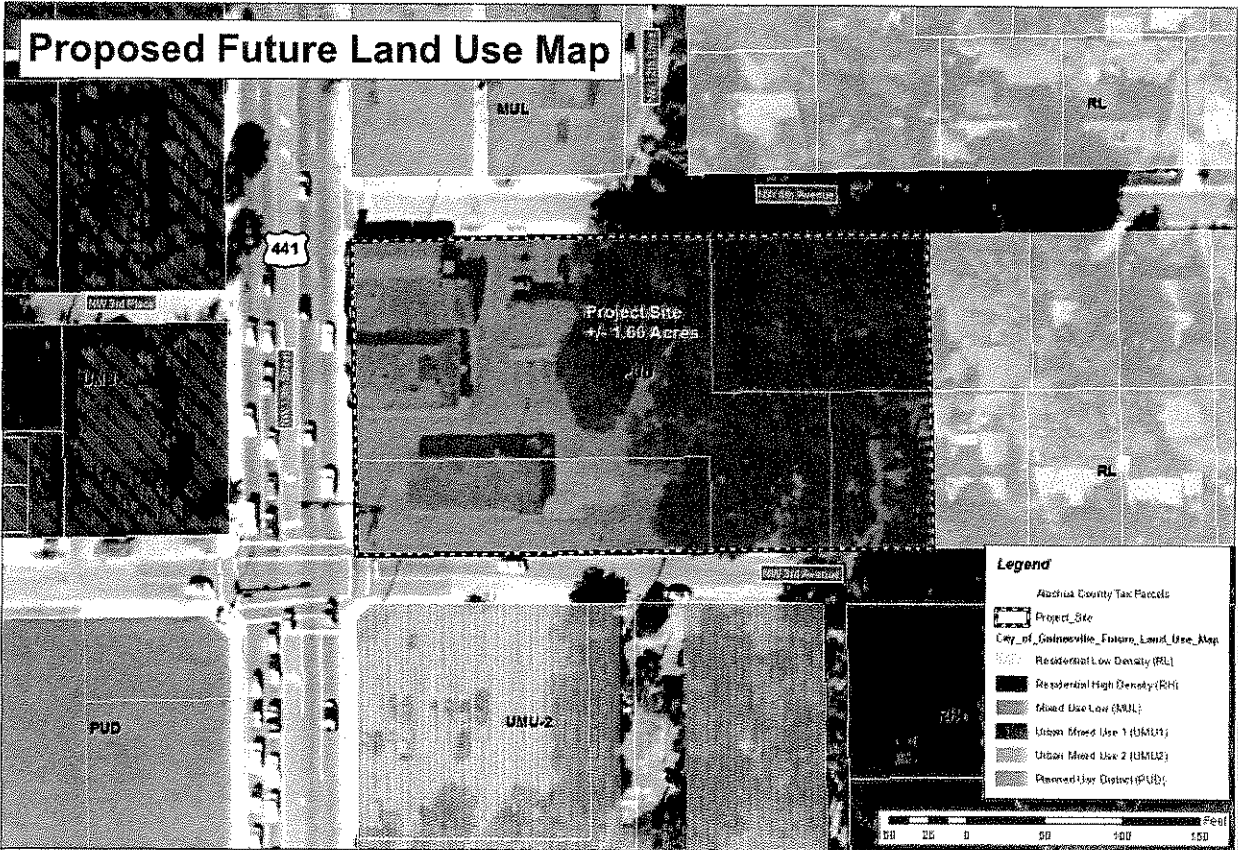 Proposed Future Land Use Map
MUL
RL
441
NW 3rd Place
Project Site
+/- 1.66 Acres
RL
NW 3rd Avenue
PUD
UMU-2
Legend
Alachua County Tax Parcels
Project_Site
City_of_Gainesville_Future_Land_Use_Map
Residential Low Density (RL)
Residential High Density (RH)
Mixed Use Low (MUL)
Urban Mixed Use 1 (UMU1)
Urban Mixed Use 2 (UMU2)
Planned Use District (PUD)
Feet
50 25 0 50 100 150